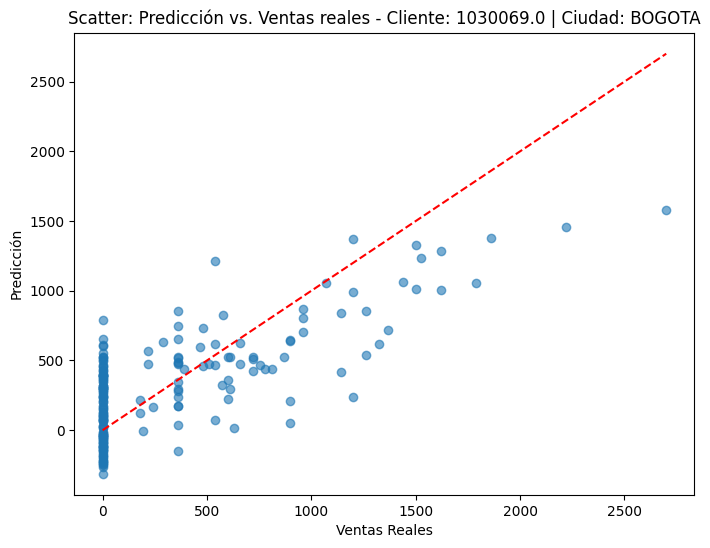 Scatter: Predicción vs. Ventas reales - Cliente: 1030069.0 | Ciudad: BOGOTA
2500
2000
1500
1000
500
0
Predicción
0 500 1000 1500 2000 2500
Ventas Reales